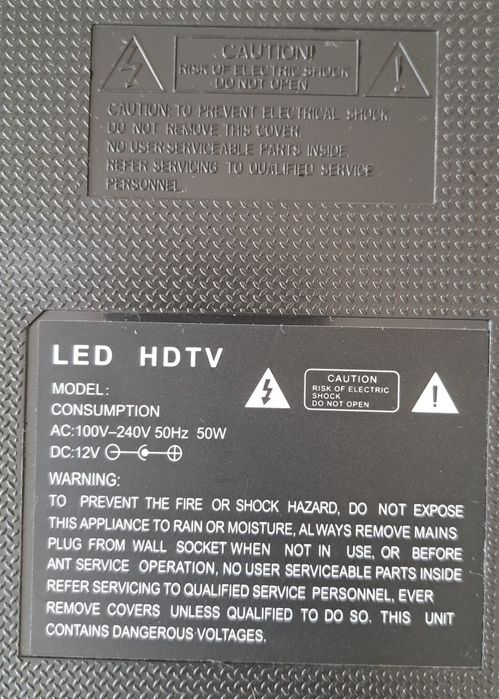 CAUTION!
RISK OF ELECTRIC SHOCK
DO NOT OPEN
CAUTION: TO PREVENT ELECTRICAL SHOCK,
DO NOT REMOVE THIS COVER.
NO USER-SERVICEABLE PARTS INSIDE.
REFER SERVICING TO QUALIFIED SERVICE
PERSONNEL.
LED HDTV
CAUTION
RISK OF ELECTRIC
SHOCK
DO NOT OPEN
MODEL:
CONSUMPTION
AC:100V–240V 50Hz 50W
DC:12V
WARNING:
TO PREVENT THE FIRE OR SHOCK HAZARD, DO NOT EXPOSE
THIS APPLIANCE TO RAIN OR MOISTURE, ALWAYS REMOVE MAINS
PLUG FROM WALL SOCKET WHEN NOT IN USE, OR BEFORE
ANT SERVICE OPERATION, NO USER SERVICEABLE PARTS INSIDE
REFER SERVICING TO QUALIFIED SERVICE PERSONNEL, EVER
REMOVE COVERS UNLESS QUALIFIED TO DO SO. THIS UNIT
CONTAINS DANGEROUS VOLTAGES.